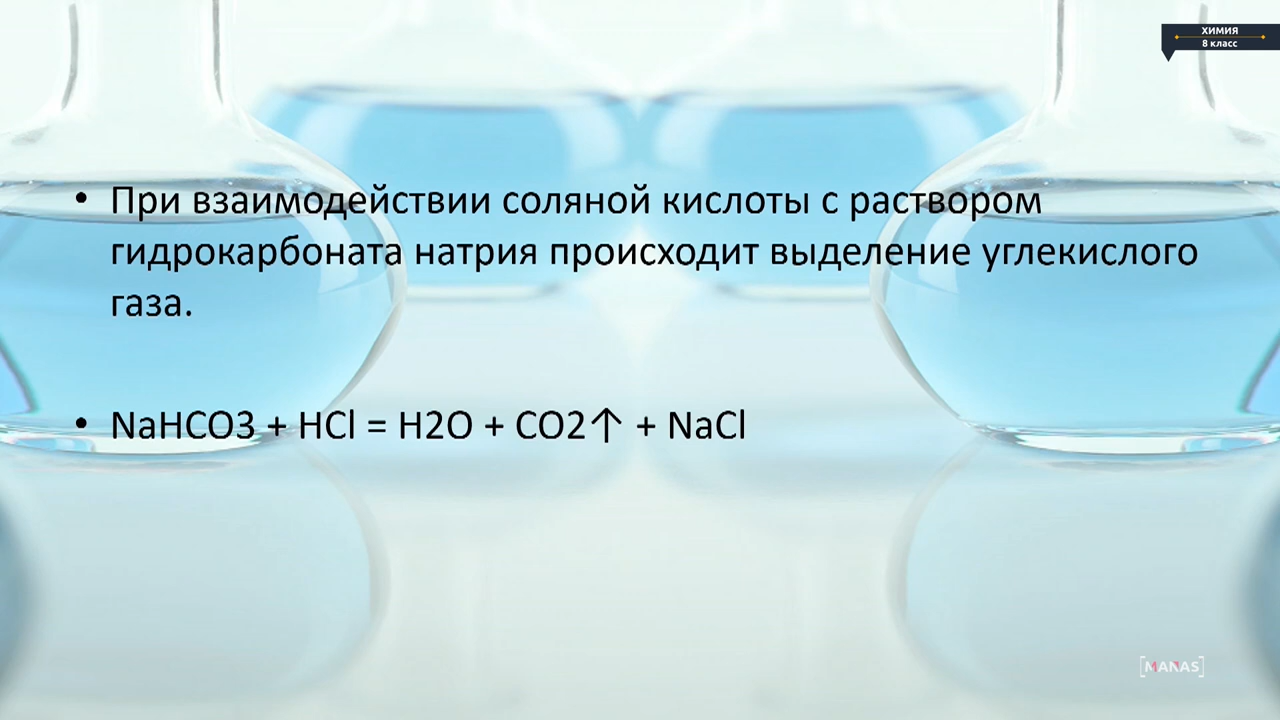 ХИМИЯ
8 класс
• При взаимодействии соляной кислоты с раствором
гидрокарбоната натрия происходит выделение углекислого
газа.
• NaHCO3 + HCl = H2O + CO2↑ + NaCl
[MANAS]